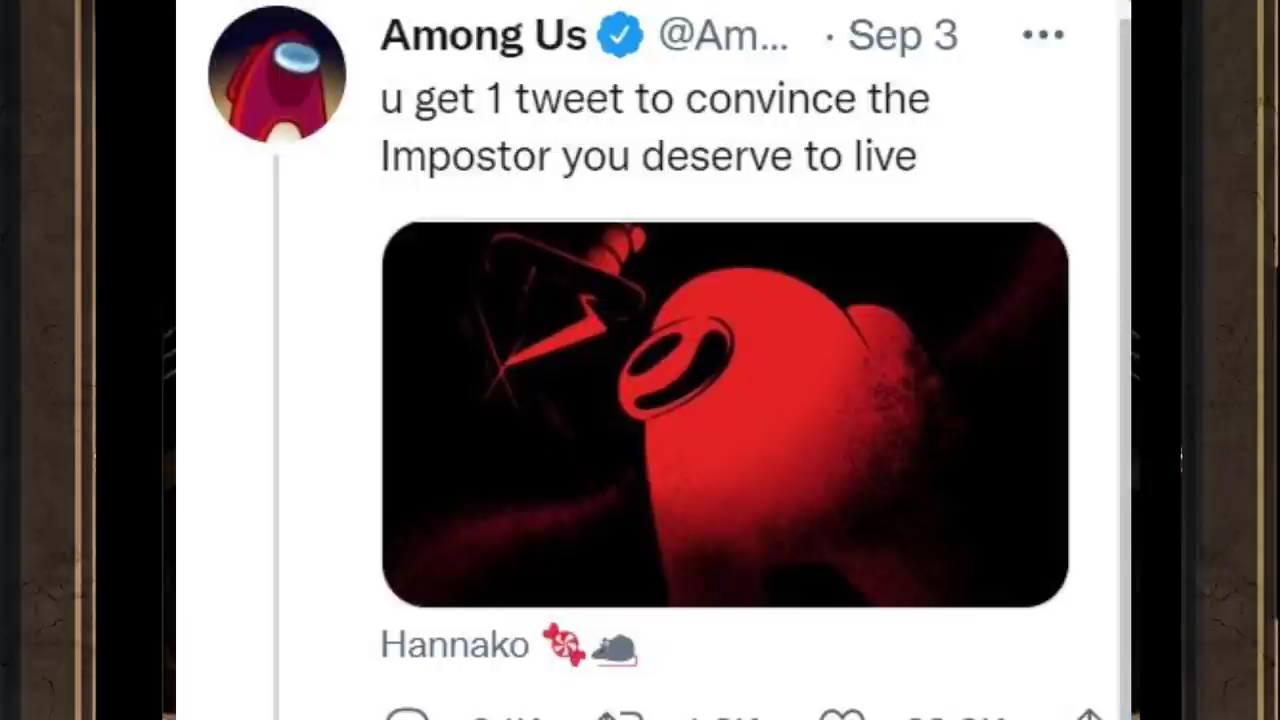 Among Us @Am... · Sep 3
u get 1 tweet to convince the
Impostor you deserve to live
Hannako